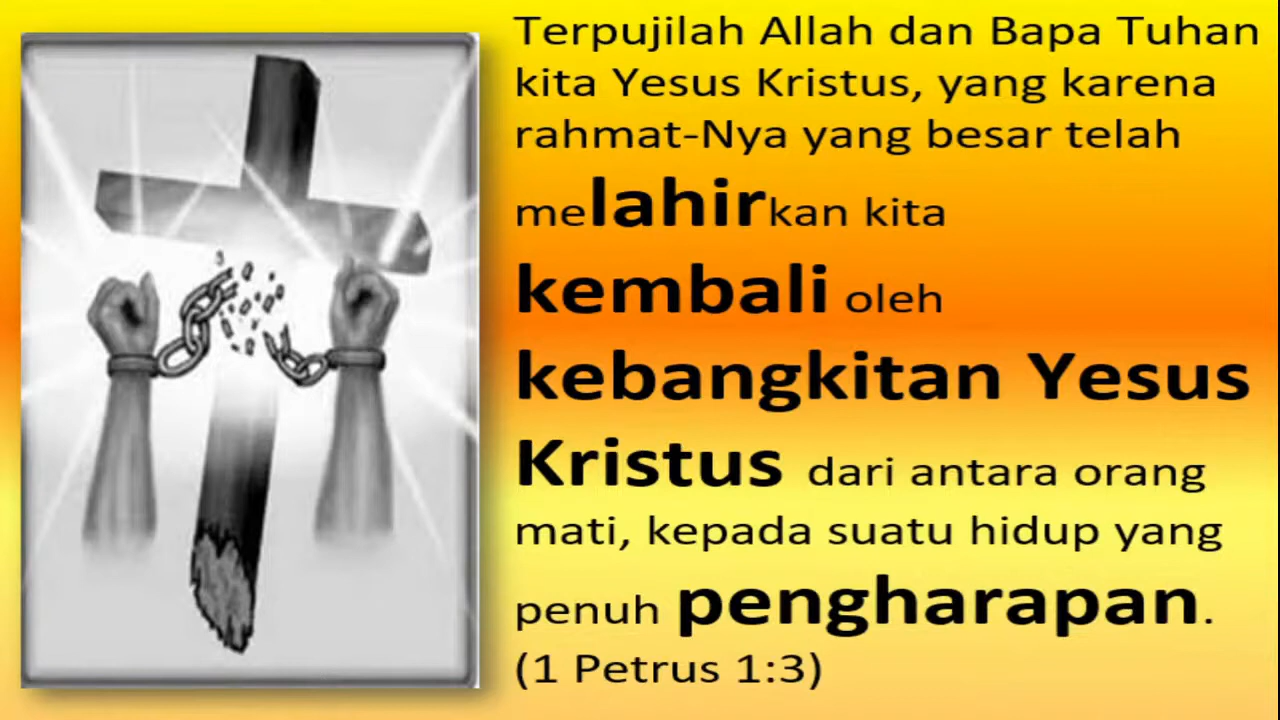 Terpujilah Allah dan Bapa Tuhan
kita Yesus Kristus, yang karena
rahmat-Nya yang besar telah
melahirkan kita
kembali oleh
kebangkitan Yesus
Kristus dari antara orang
mati, kepada suatu hidup yang
penuh pengharapan.
(1 Petrus 1:3)